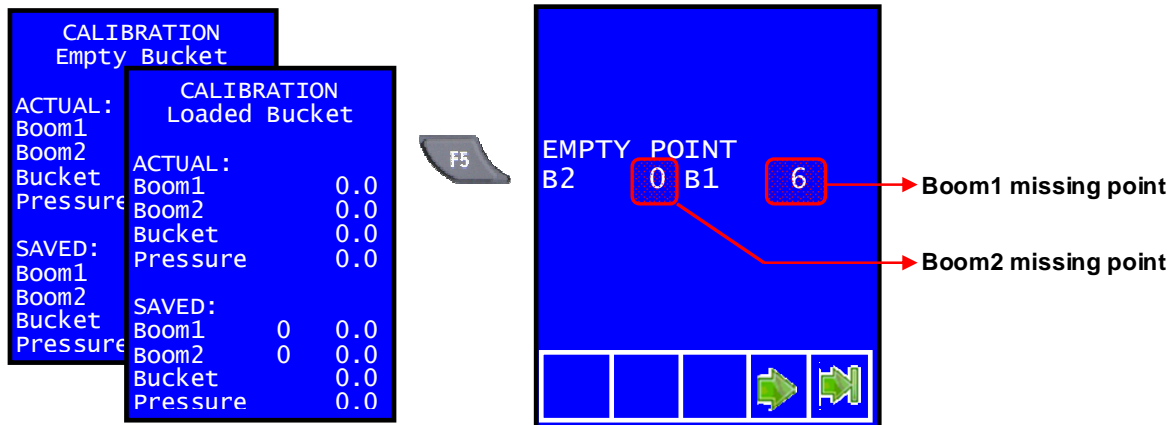 CALIBRATION
Empty Bucket
ACTUAL:
Boom1
Boom2
Bucket
Pressure
SAVED:
Boom1
Boom2
Bucket
Pressure
CALIBRATION
Loaded Bucket
ACTUAL:
Boom1 0.0
Boom2 0.0
Bucket 0.0
Pressure 0.0
SAVED:
Boom1 0 0.0
Boom2 0 0.0
Bucket 0.0
Pressure 0.0
F5
EMPTY POINT
B2 0 B1 6
Boom1 missing point
Boom2 missing point